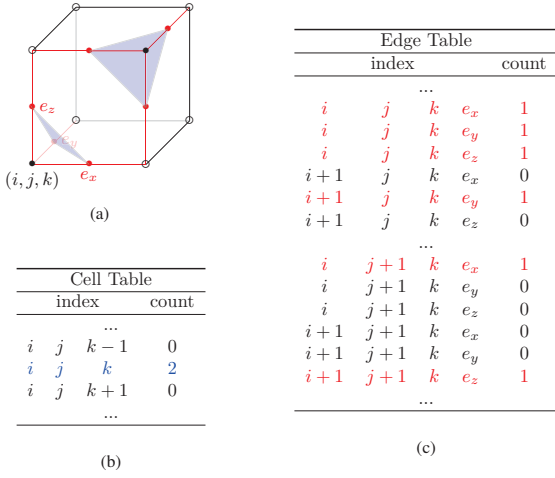 e_z
e_y
(i, j, k)
e_x
(a)
Cell Table
index count
...
i j k − 1 0
i j k 2
i j k + 1 0
...
(b)
Edge Table
index count
...
i j k e_x 1
i j k e_y 1
i j k e_z 1
i + 1 j k e_x 0
i + 1 j k e_y 1
i + 1 j k e_z 0
...
i j + 1 k e_x 1
i j + 1 k e_y 0
i j + 1 k e_z 0
i + 1 j + 1 k e_x 0
i + 1 j + 1 k e_y 0
i + 1 j + 1 k e_z 1
...
(c)